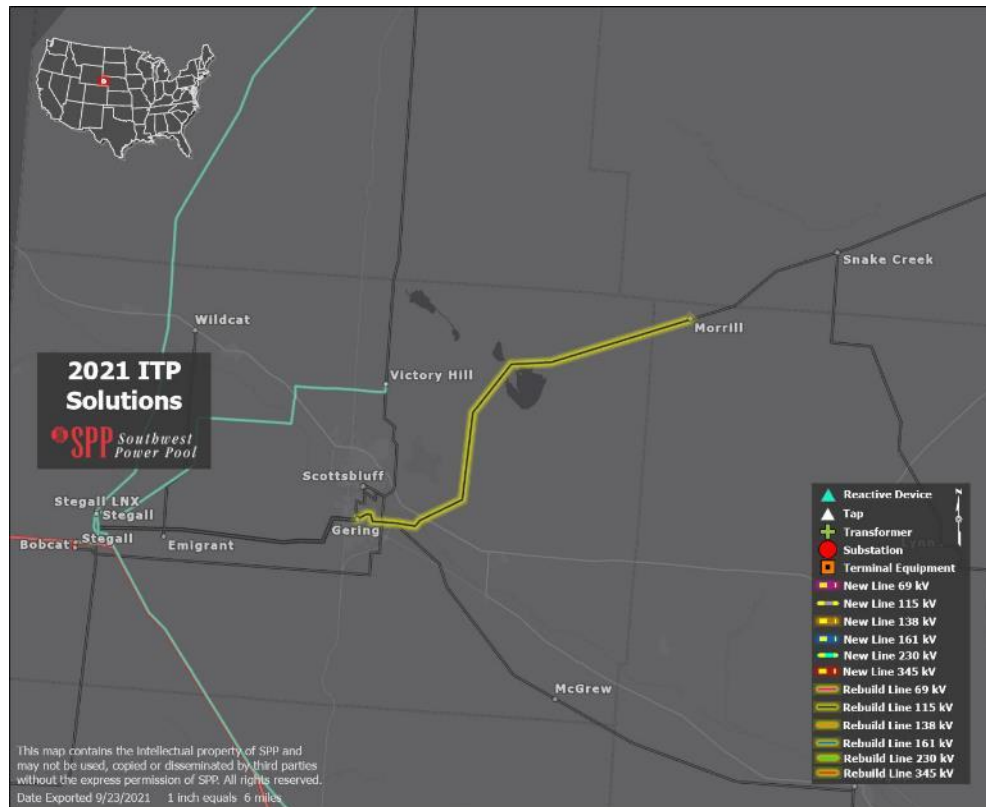 Snake Creek
Morrill
Wildcat
2021 ITP
Solutions
SPP Southwest
Power Pool
Victory Hill
Scottsbluff
Stegall LNX
Stegall
Gering
Bobcat
Stegall
Emigrant
McGrew
Reactive Device
N
Tap
Transformer
Substation
Terminal Equipment
New Line 69 kV
New Line 115 kV
New Line 138 kV
New Line 161 kV
New Line 230 kV
New Line 345 kV
Rebuild Line 69 kV
Rebuild Line 115 kV
Rebuild Line 138 kV
Rebuild Line 161 kV
Rebuild Line 230 kV
Rebuild Line 345 kV
This map contains the intellectual property of SPP and
may not be used, copied or disseminated by third parties
without the express permission of SPP. All rights reserved.
Date Exported 9/23/2021 1 inch equals 6 miles